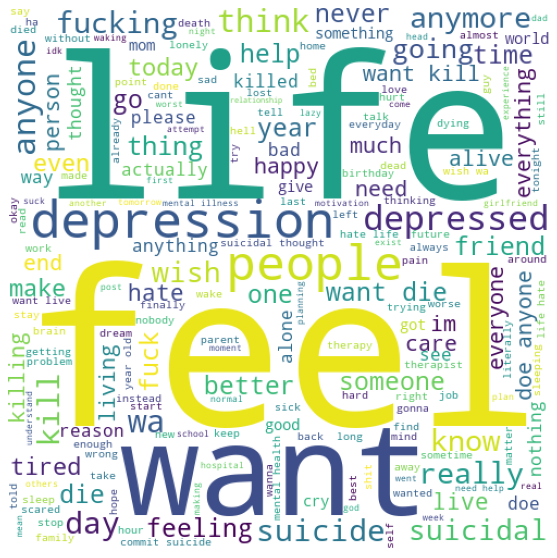 say
death
fucking
think
never
anymore
dad
ha
died
without
waking
night
almost
head
something
idk
lonely
home
mom
help
going
time
world
anyone
person
today
killed
want kill
please
point
done
sad
bed
lost
love
guy
hurt
still
life
thought
go
cant
worst
relationship
tell
come
year
talk
everyday
dying
experience
everything
thing
already
attempt
lazy
hell
try
bad
much
alive
tonight
even
actually
happy
dead
wish wa
way
made
first
give
need
birthday
thinking
girlfriend
okay
suck
another
tomorrow
mental illness
last
motivation
depression
left
depressed
read
work
anything
suicidal thought
hate life
future
exist
always
friend
end
wish
people
pain
around
make
want live
hate
finally
wake
one
want die
trying
worse
life hate
feel
stay
post
planning
got
im
everyone
literally
doe anyone
brain
dream
nobody
alone
care
see
sleeping
killing
kill
getting
problem
living
fuck
parent
moment
therapy
therapist
plan
year old
better
someone
hard
right
job
nothing
understand
instead
start
normal
sick
gonna
reason
wa
good
know
find
matter
new
school
keep
back
long
mind
sometime
enough
want
tired
wrong
hospital
mental health
away
really
need help
real
told
others
take
wanna
shit
went
sleep
die
hope
making
god
cry
best
wanted
live
doe
mean
scared
stop
day
feeling
suicide
self
week
suicidal
family
hour
commit suicide